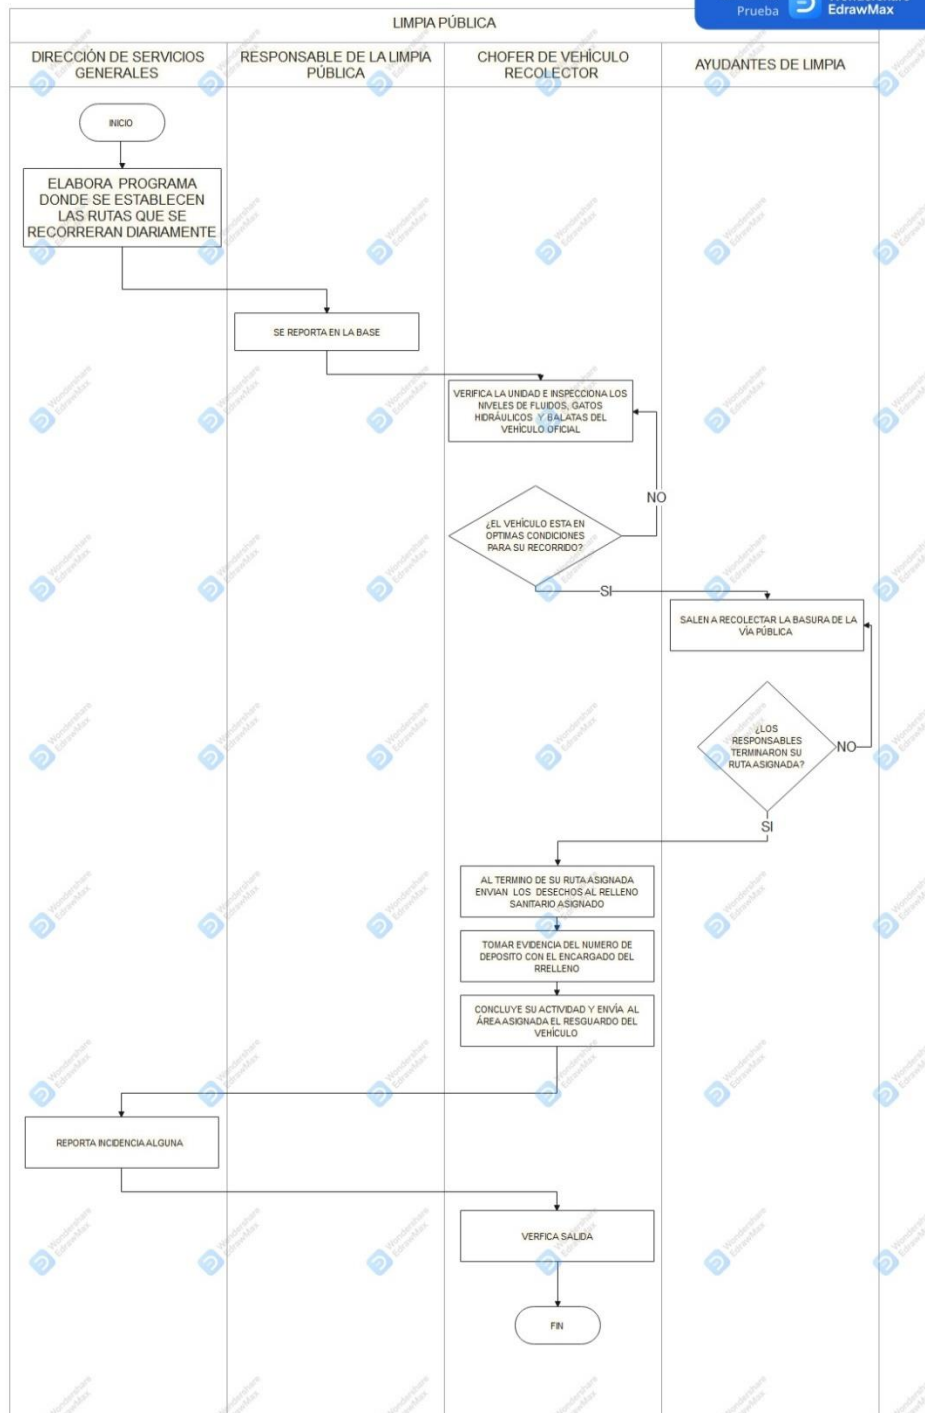 Prueba
EdrawMax
LIMPIA PÚBLICA
DIRECCIÓN DE SERVICIOS
GENERALES
RESPONSABLE DE LA LIMPIA
PÚBLICA
CHOFER DE VEHÍCULO
RECOLECTOR
AYUDANTES DE LIMPIA
INICIO
ELABORA PROGRAMA
DONDE SE ESTABLECEN
LAS RUTAS QUE SE
RECORRERAN DIARIAMENTE
SE REPORTA EN LA BASE
VERIFICA LA UNIDAD E INSPECCIONA LOS
NIVELES DE FLUIDOS, GATOS
HIDRÁULICOS Y BALATAS DEL
VEHÍCULO OFICIAL
NO
¿EL VEHÍCULO ESTA EN
OPTIMAS CONDICIONES
PARA SU RECORRIDO?
SI
SALEN A RECOLECTAR LA BASURA DE LA
VÍA PÚBLICA
¿LOS
RESPONSABLES
TERMINARON SU
RUTA ASIGNADA?
NO
SI
AL TERMINO DE SU RUTA ASIGNADA
ENVIAN LOS DESECHOS AL RELLENO
SANITARIO ASIGNADO
TOMAR EVIDENCIA DEL NUMERO DE
DEPOSITO CON EL ENCARGADO DEL
RRELLENO
CONCLUYE SU ACTIVIDAD Y ENVÍA AL
ÁREA ASIGNADA EL RESGUARDO DEL
VEHÍCULO
REPORTA INCIDENCIA ALGUNA
VERFICA SALIDA
FIN